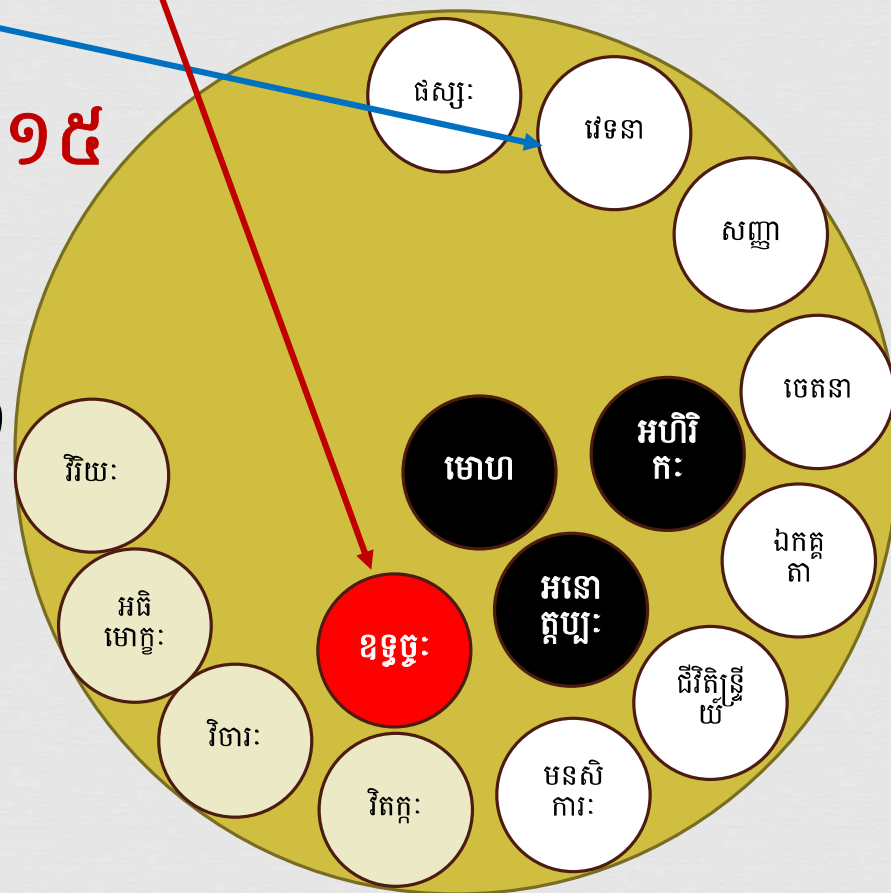 ១៥
ផស្សៈ
វេទនា
សញ្ញា
ចេតនា
ឯកគ្គ
តា
ជីវិតិន្ទ្រី
យ៍
មនសិ
ការៈ
វិតក្កៈ
វិចារៈ
អធិ
មោក្ខៈ
វិរិយៈ
មោហ
អហិរិ
កៈ
អនោ
ត្តប្បៈ
ឧទ្ធច្ចៈ